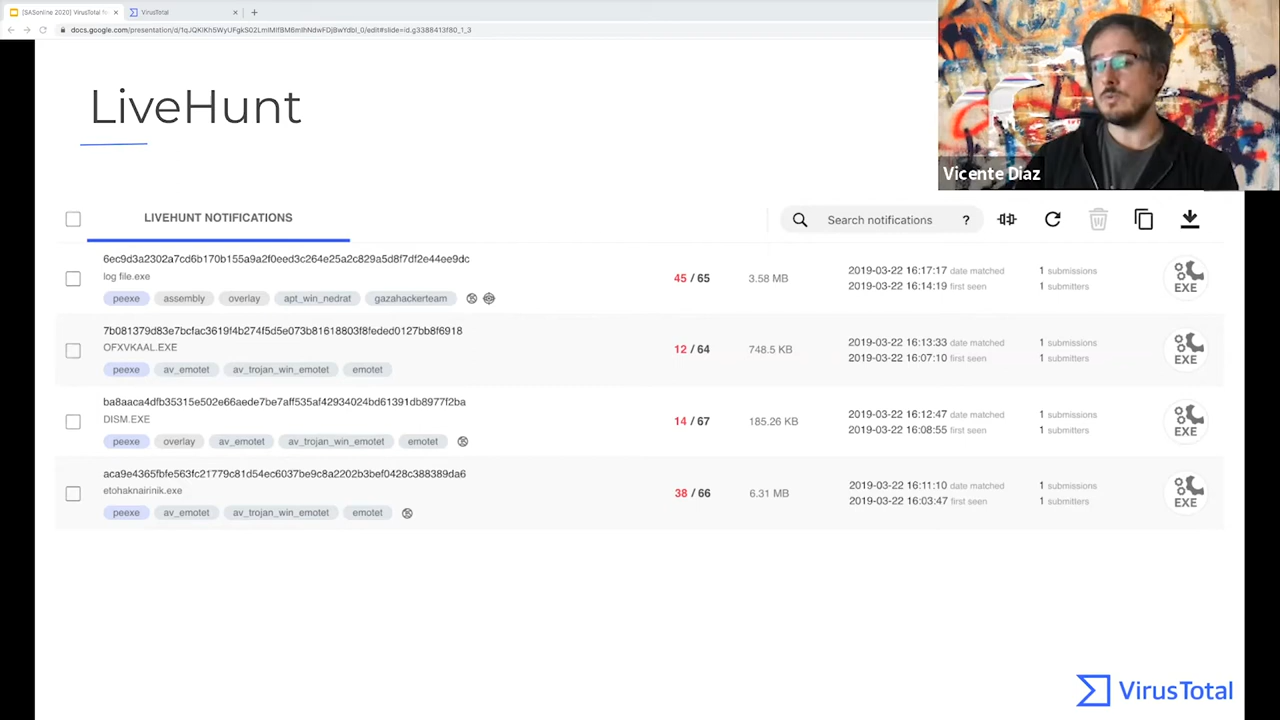 [SASonline 2020] VirusTotal fo
VirusTotal
Vicente Diaz
LiveHunt
LIVEHUNT NOTIFICATIONS
Search notifications ?
6ec9d3a2302a7cd6b170b155a9a2f0eed3c264e25a2c829a5d8f7df2e44ee9dc
log file.exe
45 / 65
3.58 MB
2019-03-22 16:17:17 date matched
2019-03-22 16:14:19 first seen
1 submissions
1 submitters
EXE
peexe assembly overlay apt_win_nedrat gazahackerteam
7b081379d83e7bcfac3619f4b274f5d5e073b81618803f8feded0127bb8f6918
OFXVKAAL.EXE
12 / 64
748.5 KB
2019-03-22 16:13:33 date matched
2019-03-22 16:07:10 first seen
1 submissions
1 submitters
EXE
peexe av_emotet av_trojan_win_emotet emotet
ba8aaca4dfb35315e502e66aede7be7aff535af42934024bd61391db8977f2ba
DISM.EXE
14 / 67
185.26 KB
2019-03-22 16:12:47 date matched
2019-03-22 16:08:55 first seen
1 submissions
1 submitters
EXE
peexe overlay av_emotet av_trojan_win_emotet emotet
aca9e4365fbfe563fc21779c81d54ec6037be9c8a2202b3bef0428c388389da6
etohaknairinik.exe
38 / 66
6.31 MB
2019-03-22 16:11:10 date matched
2019-03-22 16:03:47 first seen
1 submissions
1 submitters
EXE
peexe av_emotet av_trojan_win_emotet emotet
VirusTotal